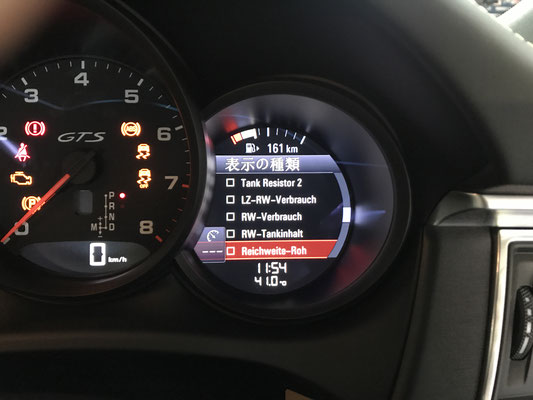 GTS
2
3
4
5
6
7
8
ABS
P
R
N
M D
0 km/h
161 km
表示の種類
Tank Resistor 2
LZ-RW-Verbrauch
RW-Verbrauch
RW-Tankinhalt
Reichweite-Roh
---
11:54
41.0 °C